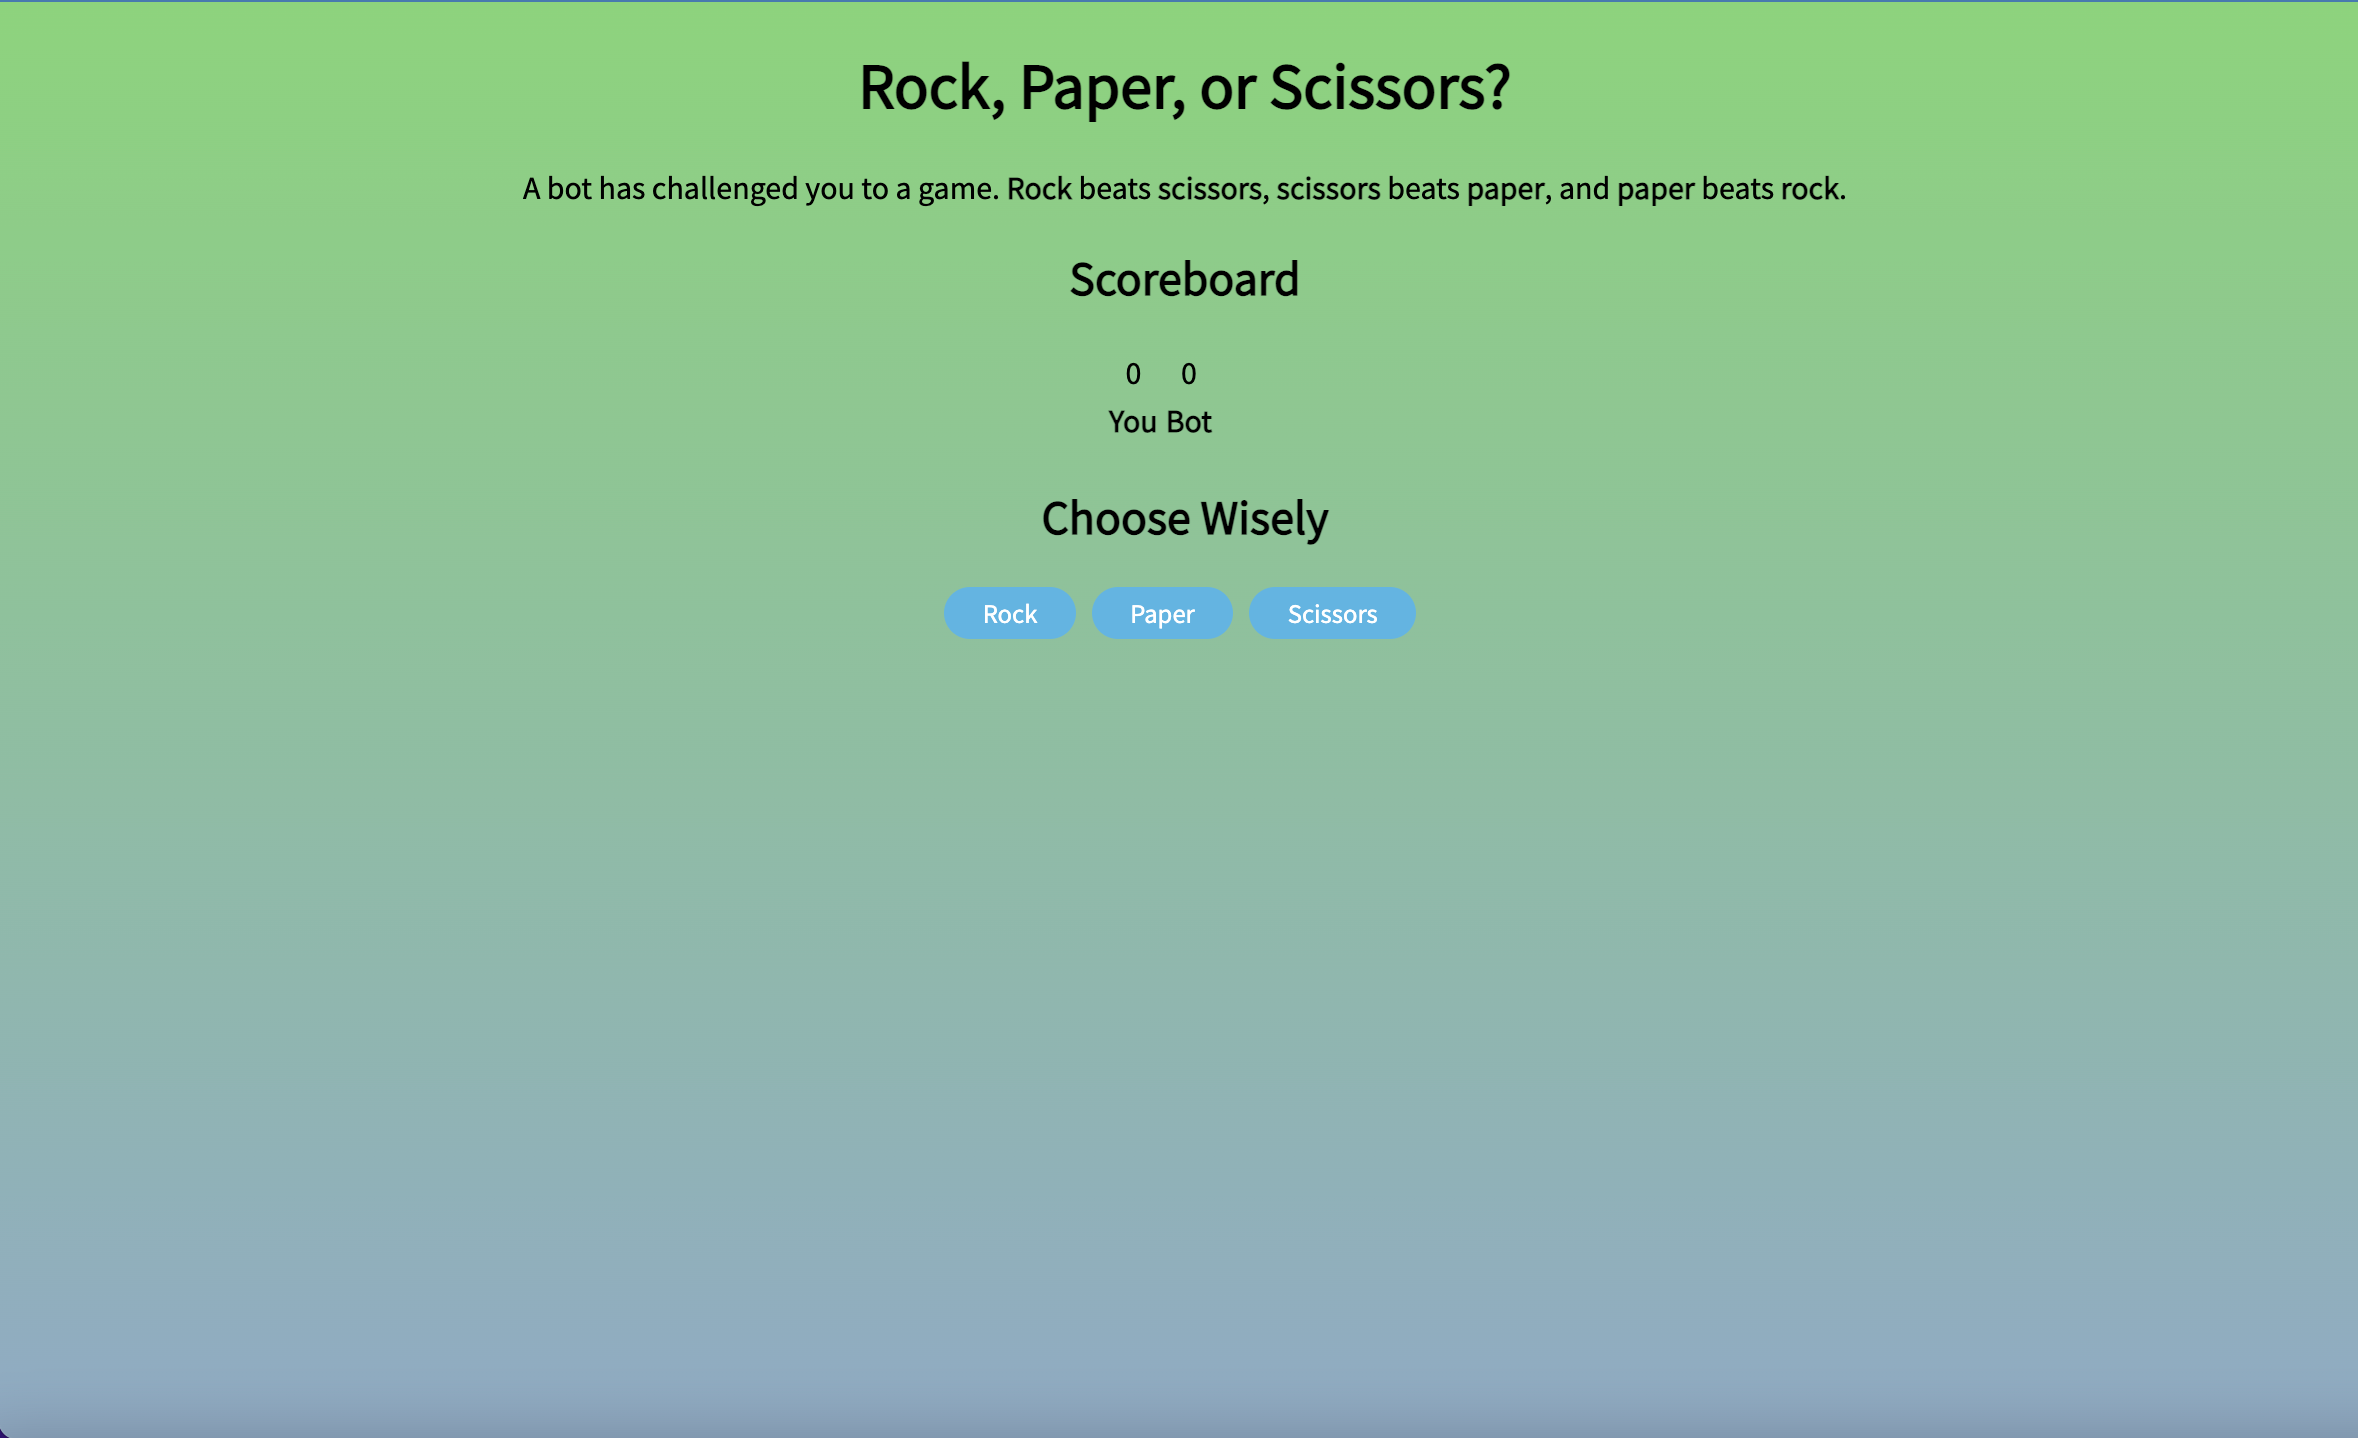 Rock, Paper, or Scissors?
A bot has challenged you to a game. Rock beats scissors, scissors beats paper, and paper beats rock.
Scoreboard
0 0
You Bot
Choose Wisely
Rock Paper Scissors